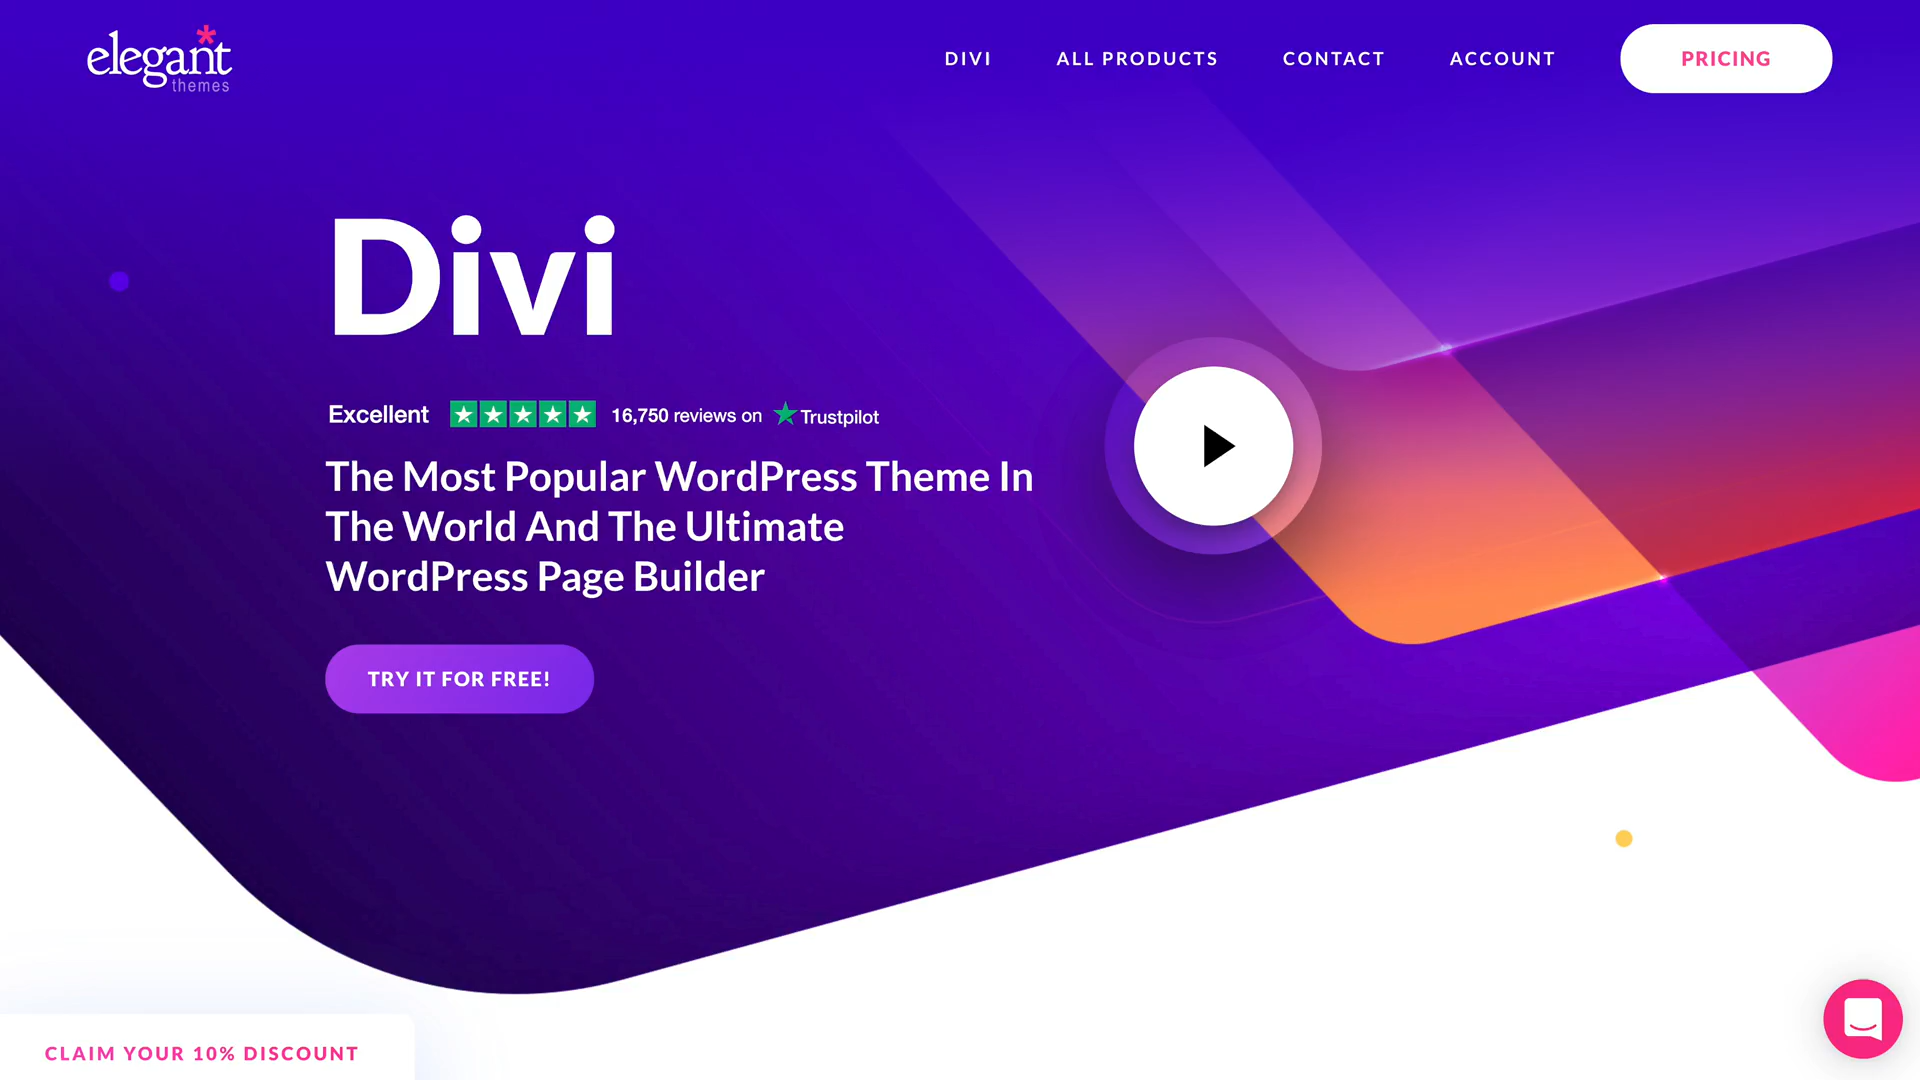 elegant
themes
DIVI
ALL PRODUCTS
CONTACT
ACCOUNT
PRICING
Divi
Excellent
16,750 reviews on Trustpilot
The Most Popular WordPress Theme In
The World And The Ultimate
WordPress Page Builder
TRY IT FOR FREE!
CLAIM YOUR 10% DISCOUNT